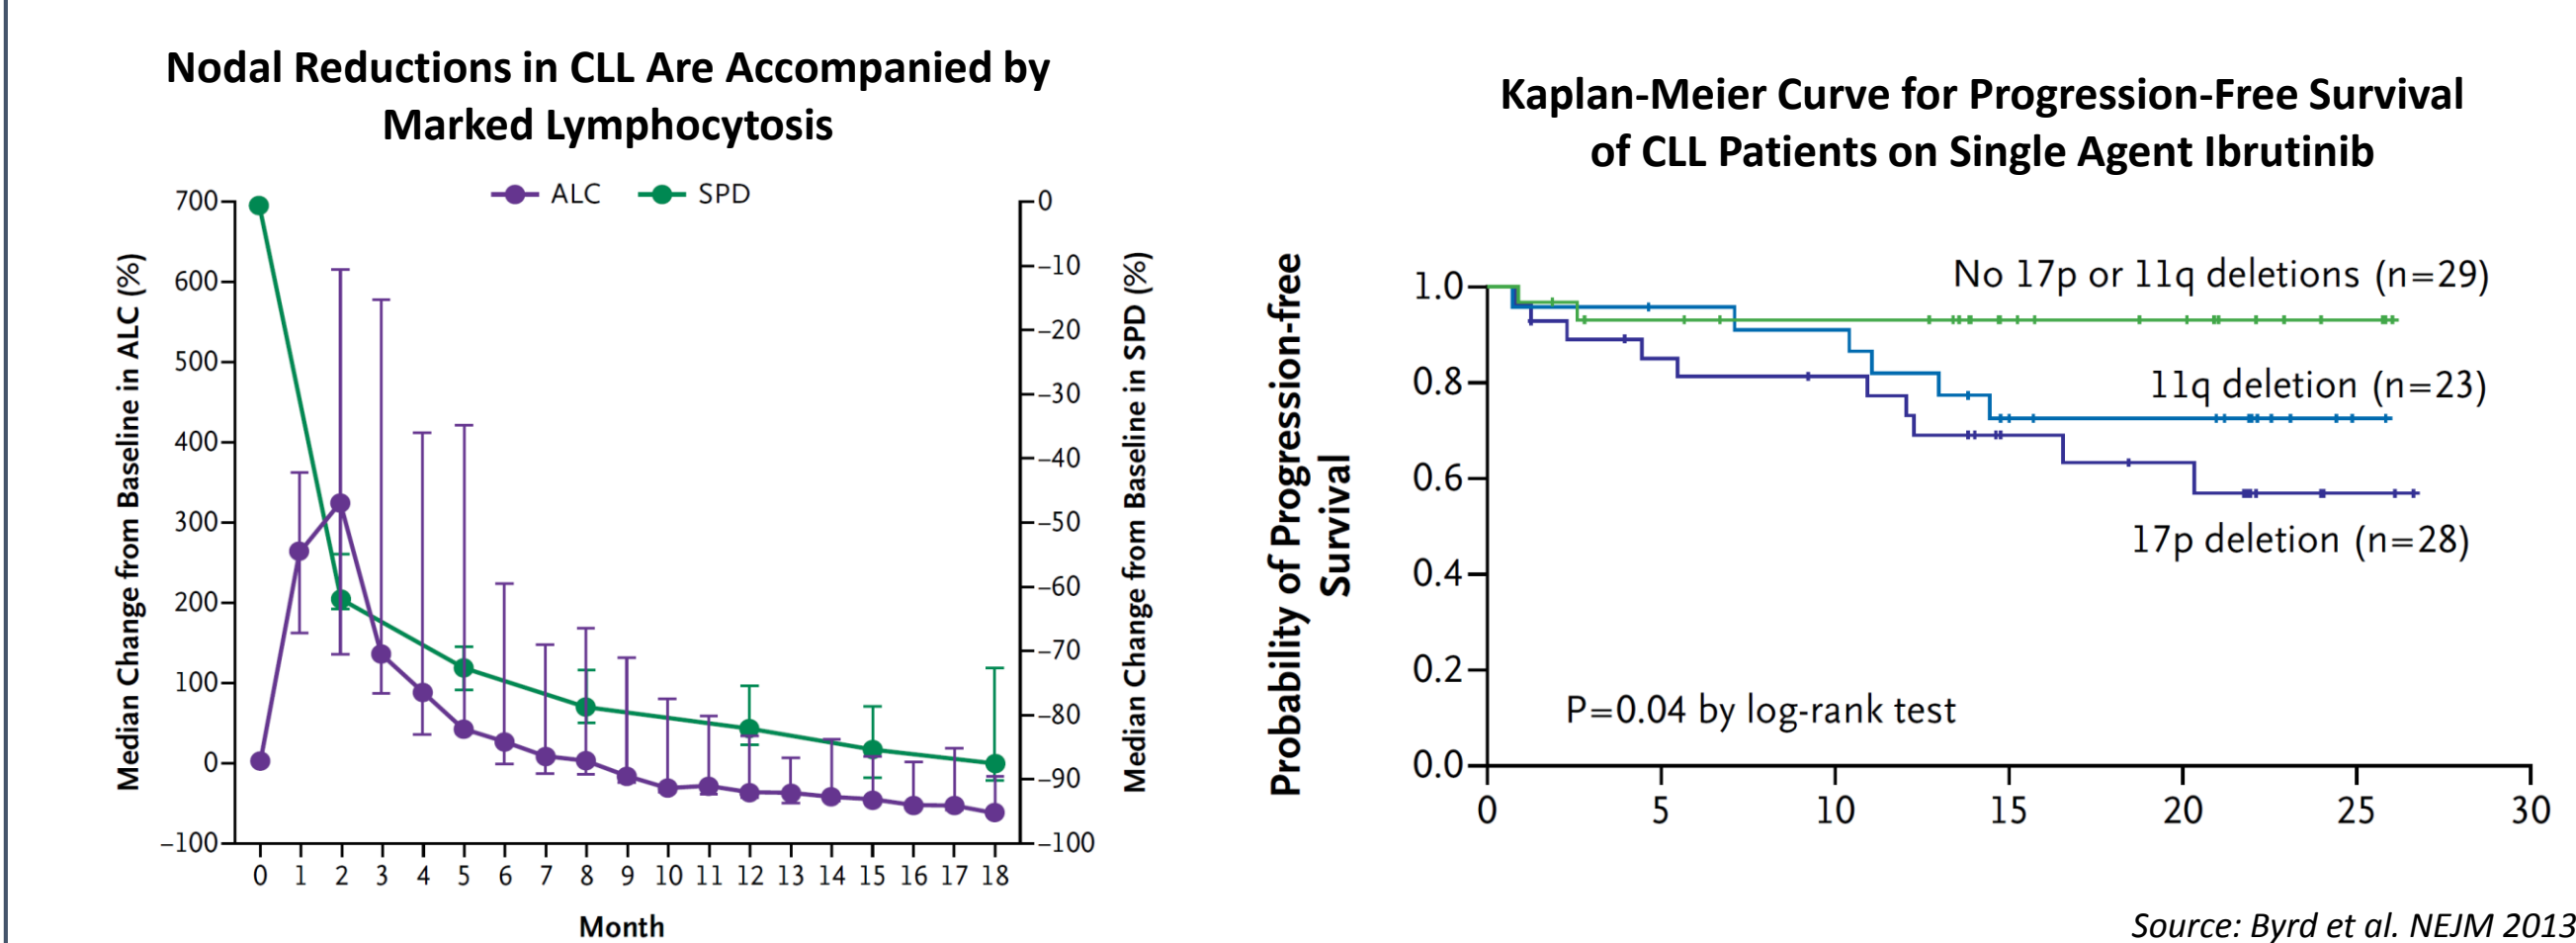 Nodal Reductions in CLL Are Accompanied by
Marked Lymphocytosis
ALC
SPD
Median Change from Baseline in ALC (%)
700
600
500
400
300
200
100
0
–100
0
–10
–20
–30
–40
–50
–60
–70
–80
–90
–100
Median Change from Baseline in SPD (%)
0 1 2 3 4 5 6 7 8 9 10 11 12 13 14 15 16 17 18
Month
Kaplan-Meier Curve for Progression-Free Survival
of CLL Patients on Single Agent Ibrutinib
Probability of Progression-free
Survival
1.0
0.8
0.6
0.4
0.2
0.0
No 17p or 11q deletions (n=29)
11q deletion (n=23)
17p deletion (n=28)
P=0.04 by log-rank test
0 5 10 15 20 25 30
Source: Byrd et al. NEJM 2013